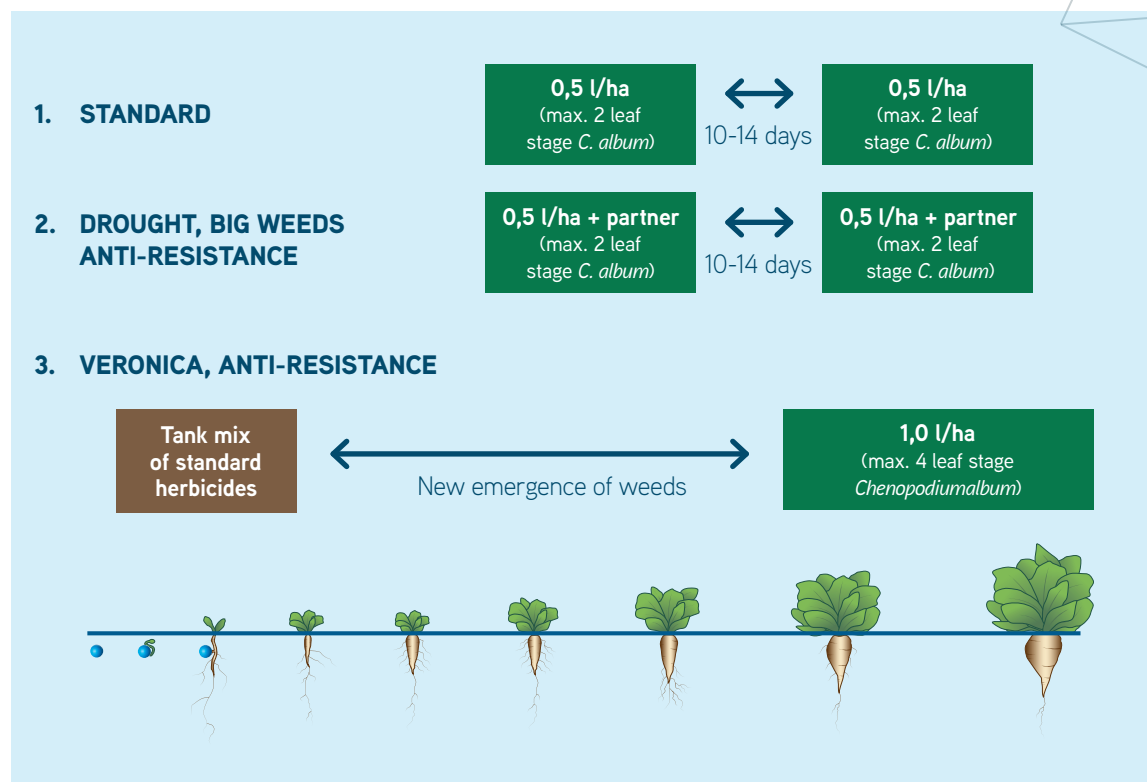 1. STANDARD
0,5 l/ha
(max. 2 leaf
stage C. album)
10-14 days
0,5 l/ha
(max. 2 leaf
stage C. album)
2. DROUGHT, BIG WEEDS
ANTI-RESISTANCE
0,5 l/ha + partner
(max. 2 leaf
stage C. album)
10-14 days
0,5 l/ha + partner
(max. 2 leaf
stage C. album)
3. VERONICA, ANTI-RESISTANCE
Tank mix
of standard
herbicides
New emergence of weeds
1,0 l/ha
(max. 4 leaf stage
Chenopodiumalbum)